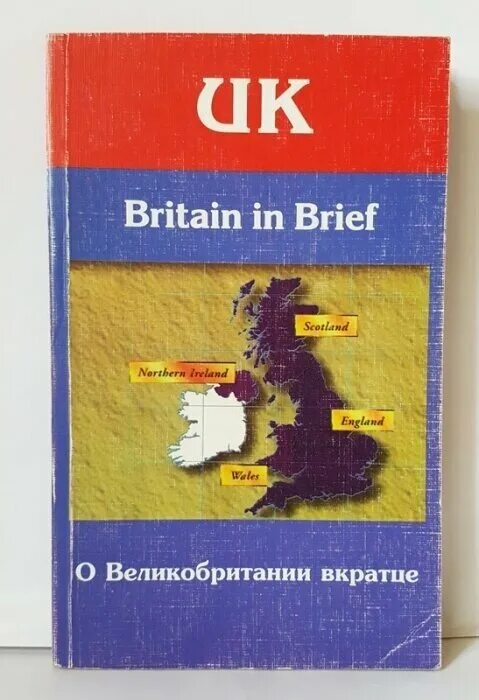 UK
Britain in Brief
Scotland
Northern Ireland
England
Wales
О Великобритании вкратце